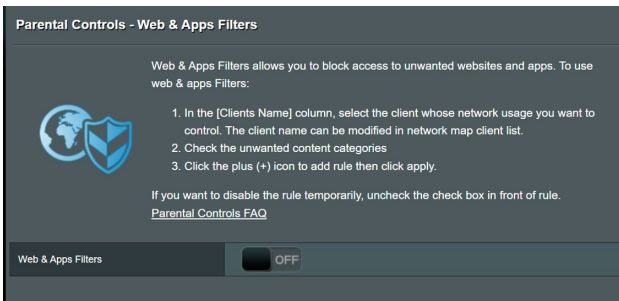 Parental Controls - Web & Apps Filters
Web & Apps Filters allows you to block access to unwanted websites and apps. To use
web & apps Filters:
1. In the [Clients Name] column, select the client whose network usage you want to
control. The client name can be modified in network map client list.
2. Check the unwanted content categories
3. Click the plus (+) icon to add rule then click apply.
If you want to disable the rule temporarily, uncheck the check box in front of rule.
Parental Controls FAQ
Web & Apps Filters
OFF